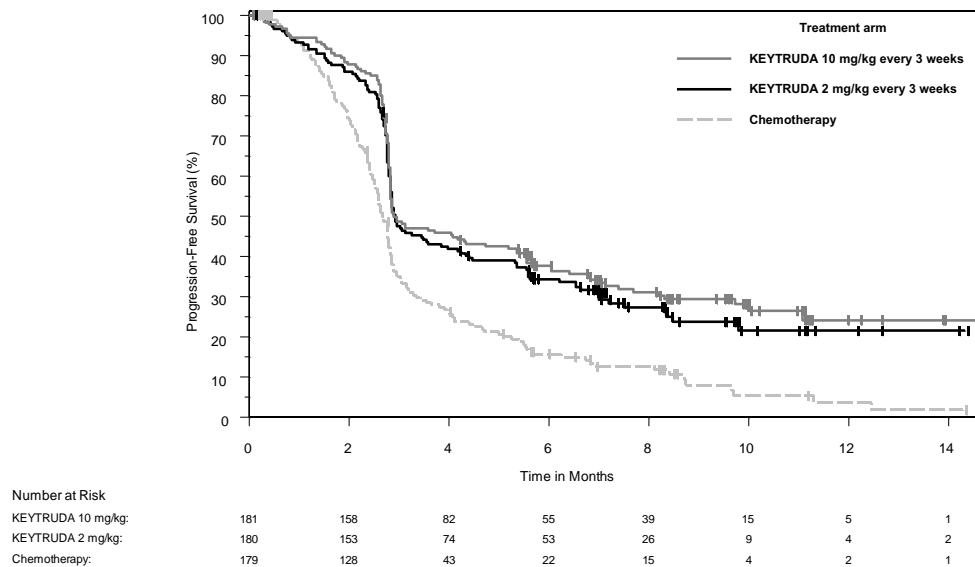 Treatment arm
KEYTRUDA 10 mg/kg every 3 weeks
KEYTRUDA 2 mg/kg every 3 weeks
Chemotherapy
Progression-Free Survival (%)
100
90
80
70
60
50
40
30
20
10
0
0 2 4 6 8 10 12 14
Time in Months
Number at Risk
KEYTRUDA 10 mg/kg: 181 158 82 55 39 15 5 1
KEYTRUDA 2 mg/kg: 180 153 74 53 26 9 4 2
Chemotherapy: 179 128 43 22 15 4 2 1